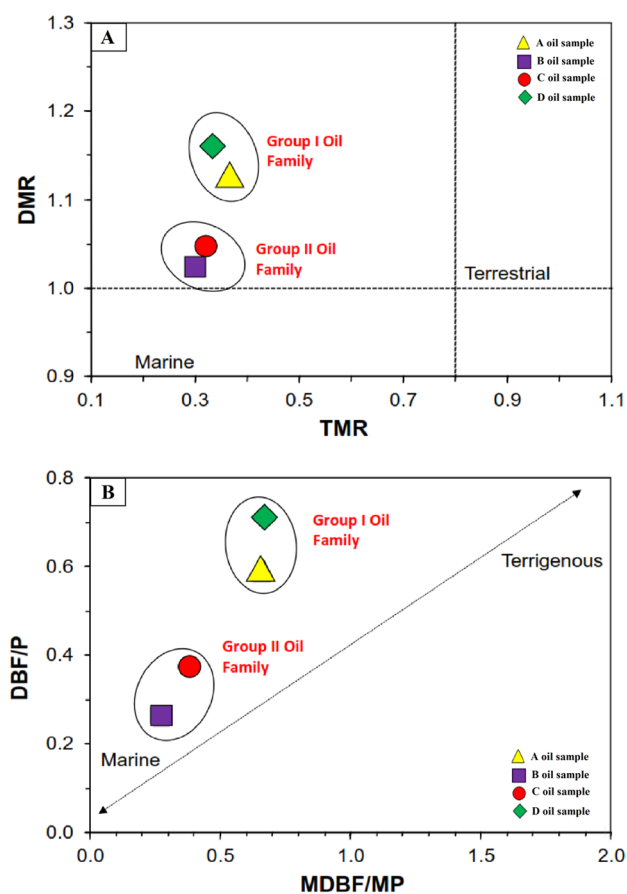 A
1.3
1.2
1.1
1.0
0.9
DMR
A oil sample
B oil sample
C oil sample
D oil sample
Group I Oil
Family
Group II Oil
Family
Terrestrial
Marine
0.1 0.3 0.5 0.7 0.9 1.1
TMR
B
0.8
0.6
0.4
0.2
0.0
DBF/P
Group I Oil
Family
Terrigenous
Group II Oil
Family
Marine
A oil sample
B oil sample
C oil sample
D oil sample
0.0 0.5 1.0 1.5 2.0
MDBF/MP